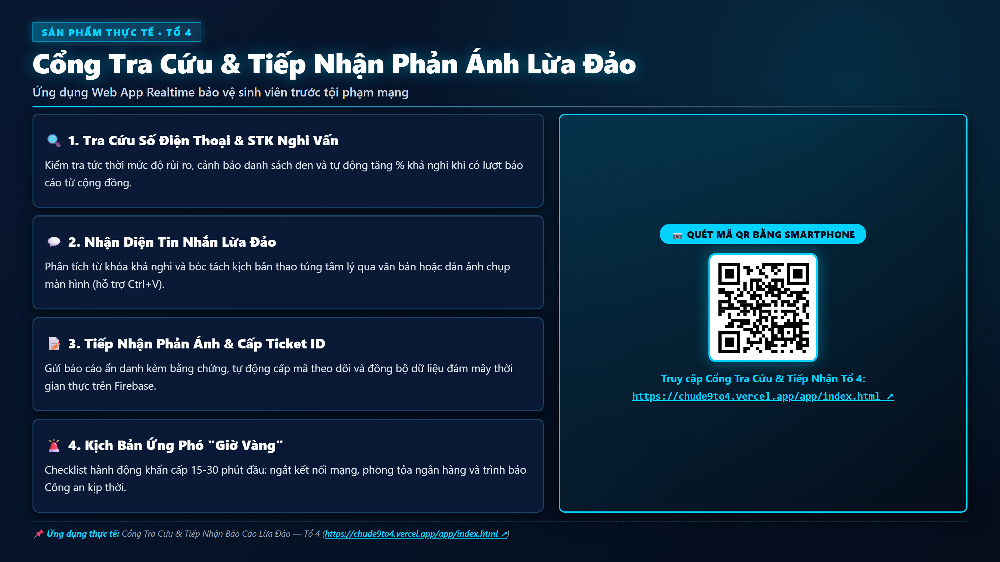 SẢN PHẨM THỰC TẾ • TỔ 4
Cổng Tra Cứu & Tiếp Nhận Phản Ánh Lừa Đảo
Ứng dụng Web App Realtime bảo vệ sinh viên trước tội phạm mạng
1. Tra Cứu Số Điện Thoại & STK Nghi Vấn
Kiểm tra tức thời mức độ rủi ro, cảnh báo danh sách đen và tự động tăng % khả nghi khi có lượt báo
cáo từ cộng đồng.
2. Nhận Diện Tin Nhắn Lừa Đảo
Phân tích từ khóa khả nghi và bóc tách kịch bản thao túng tâm lý qua văn bản hoặc dán ảnh chụp
màn hình (hỗ trợ Ctrl+V).
3. Tiếp Nhận Phản Ánh & Cấp Ticket ID
Gửi báo cáo ẩn danh kèm bằng chứng, tự động cấp mã theo dõi và đồng bộ dữ liệu đám mây thời
gian thực trên Firebase.
4. Kịch Bản Ứng Phó "Giờ Vàng"
Checklist hành động khẩn cấp 15-30 phút đầu: ngắt kết nối mạng, phong tỏa ngân hàng và trình báo
Công an kịp thời.
QUÉT MÃ QR BẰNG SMARTPHONE
Truy cập Cổng Tra Cứu & Tiếp Nhận Tổ 4:
https://chude9to4.vercel.app/app/index.html ↗
Ứng dụng thực tế: Cổng Tra Cứu & Tiếp Nhận Báo Cáo Lừa Đảo — Tổ 4 (https://chude9to4.vercel.app/app/index.html ↗)